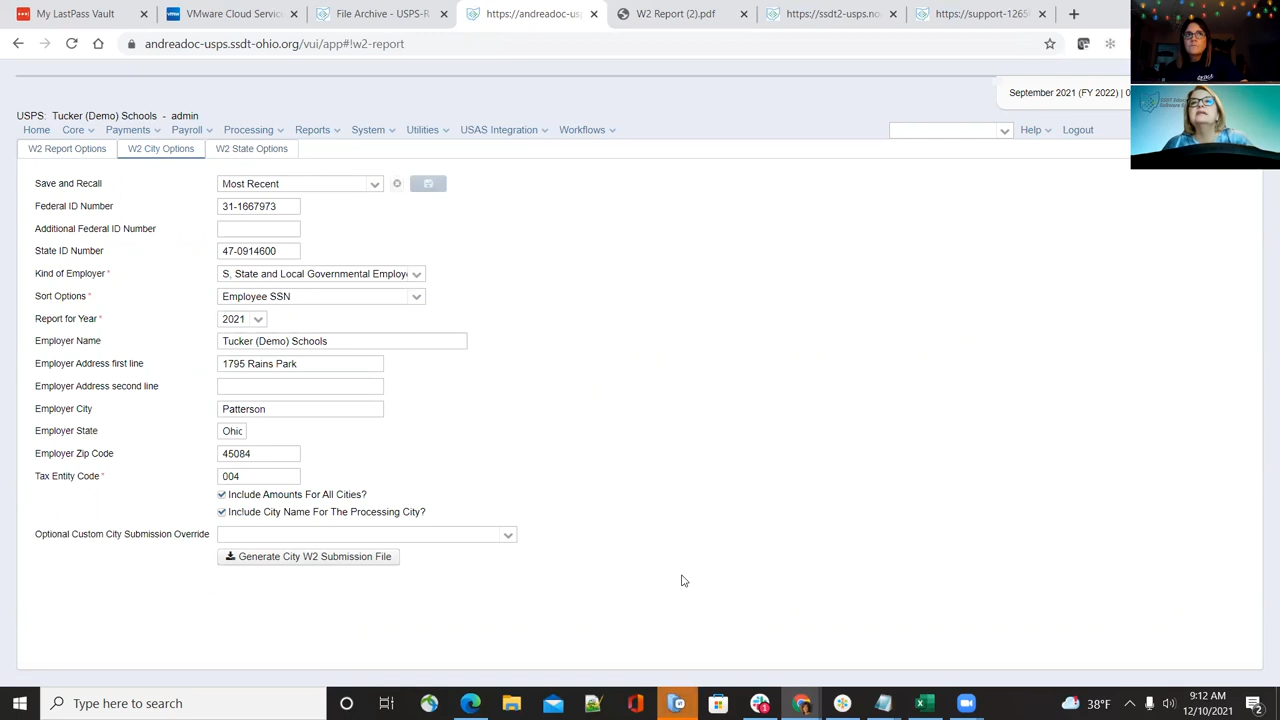 My LastPass Vault
VMware Cloud Servic
File Archive - USPS-R
https://andreadoc-us
W2 Report (2).pdf
https://ssdt2-usps.no
https://support-1265
andreadoc-usps.ssdt-ohio.org/vui/app#!w2-report
September 2021 (FY 2022) | 0
USPS: Tucker (Demo) Schools - admin
Home Core Payments Payroll Processing Reports System Utilities USAS Integration Workflows Help Logout
W2 Report Options W2 City Options W2 State Options
Save and Recall Most Recent
Federal ID Number 31-1667973
Additional Federal ID Number
State ID Number 47-0914600
Kind of Employer * S, State and Local Governmental Employe
Sort Options * Employee SSN
Report for Year * 2021
Employer Name Tucker (Demo) Schools
Employer Address first line 1795 Rains Park
Employer Address second line
Employer City Patterson
Employer State Ohio
Employer Zip Code 45084
Tax Entity Code * 004
Include Amounts For All Cities?
Include City Name For The Processing City?
Optional Custom City Submission Override
Generate City W2 Submission File
Type here to search
38°F
9:12 AM
12/10/2021
2